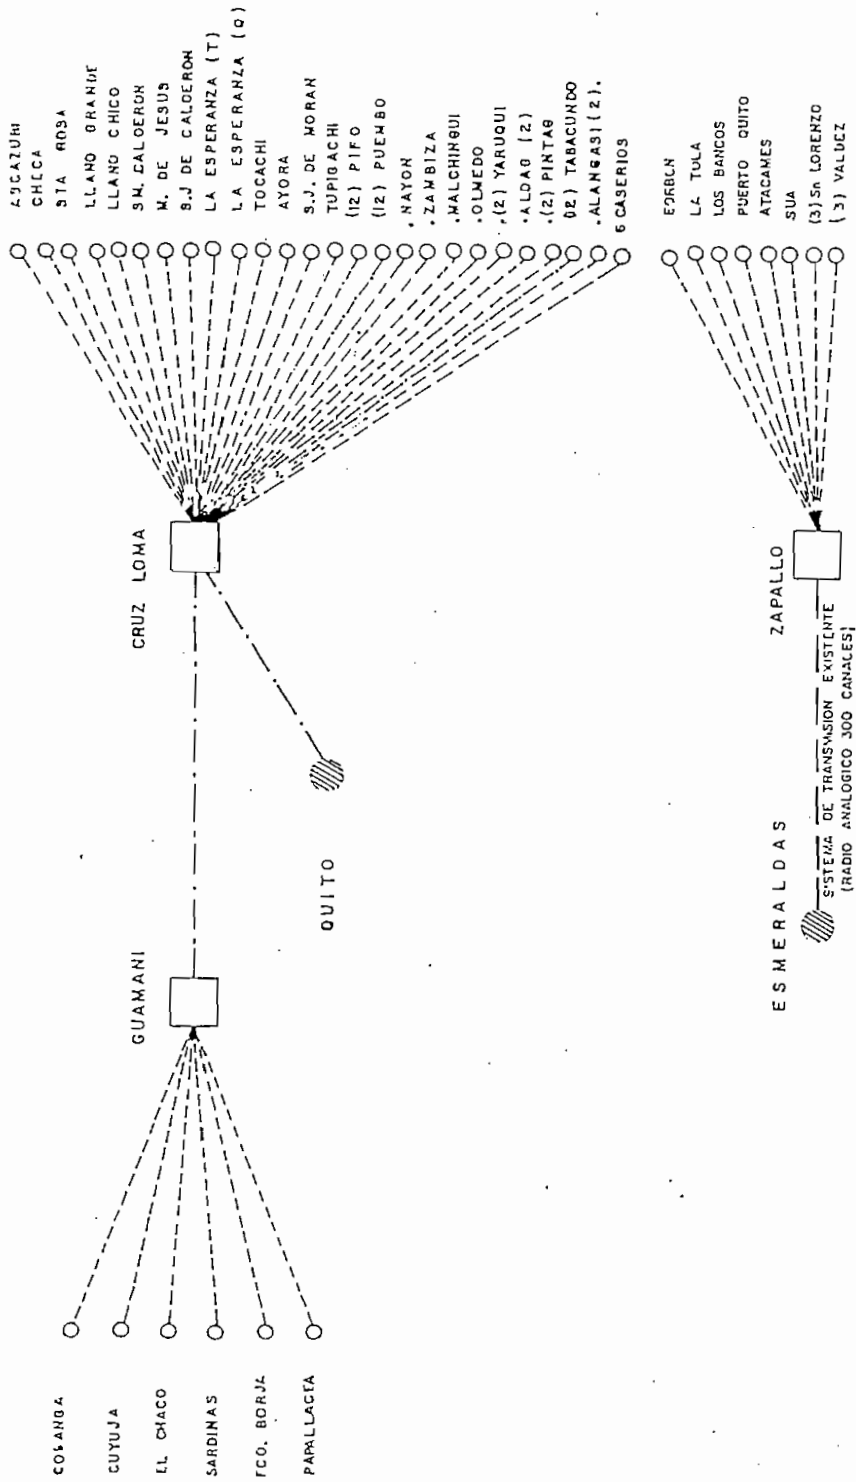 CHECA
STA ROSA
LLANO GRANDE
LLANO CHICO
SN. CALDERON
M. DE JESUS
S.J DE CALDERON
LA ESPERANZA (T)
LA ESPERANZA (Q)
TOCACHI
AYORA
S.J. DE MORAN
TUPIGACHI
(12) PIFO
(12) PUEMBO
. NAYON
. ZAMBIZA
. MALCHINGUI
. OLMEDO
. (2) YARUQUI
. ALDAG (2)
. (2) PINTAG
(12) TABACUNDO
. ALANGASI (2).
6 CASERIOS
CRUZ LOMA
QUITO
GUAMANI
COSANGA
CUYUJA
EL CHACO
SARDINAS
FCO. BORJA
PAPALLACTA
LA TOLA
LOS BANCOS
PUERTO QUITO
ATACAMES
SUA
(3) Sn LORENZO
(3) VALDEZ
ZAPALLO
ESMERALDAS
SISTEMA DE TRANSMISION EXISTENTE
(RADIO ANALOGICO 300 CANALES)